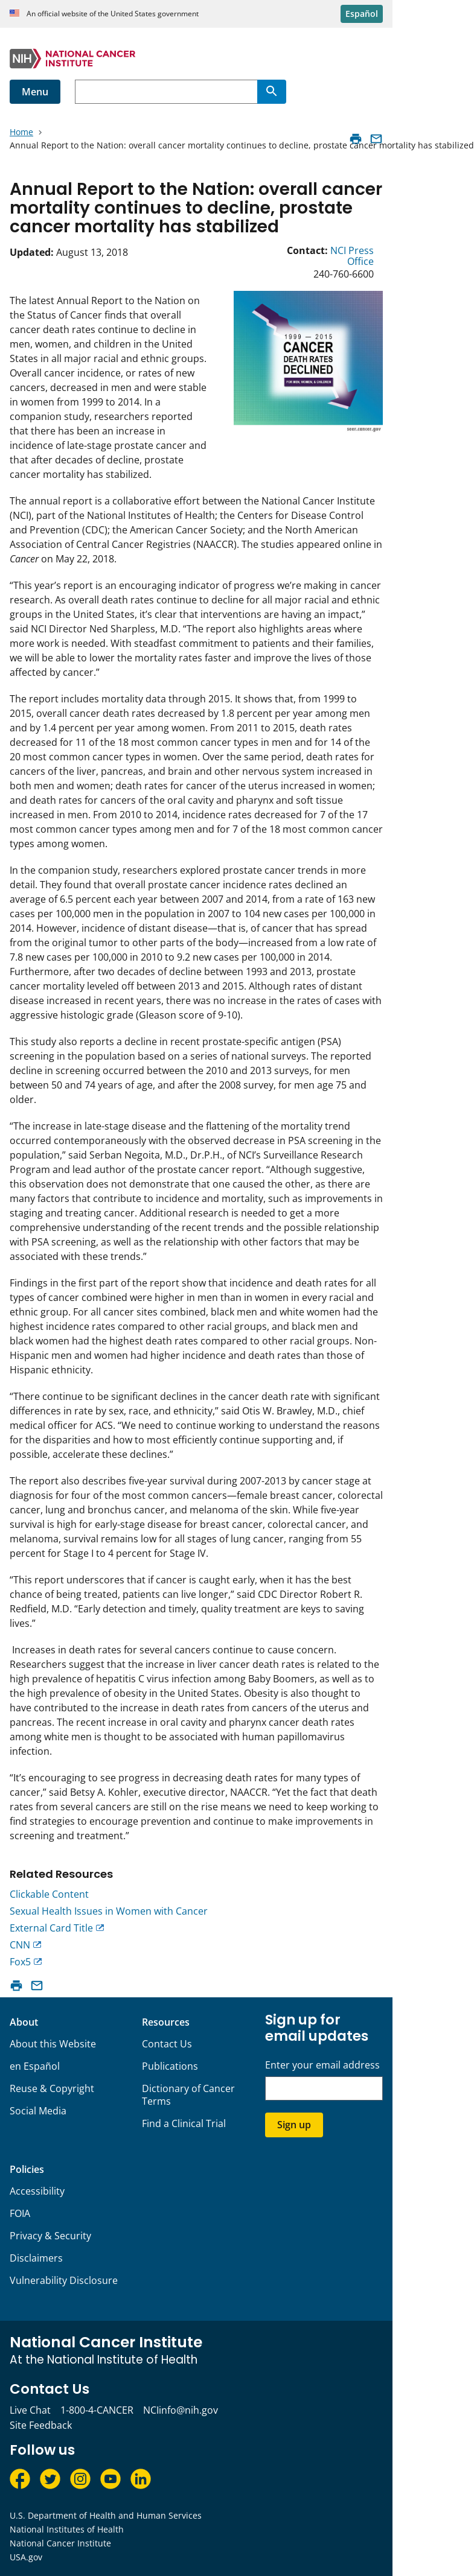 An official website of the United States government
Español
NIH NATIONAL CANCER
INSTITUTE
Menu
Home
Annual Report to the Nation: overall cancer mortality continues to decline, prostate cancer mortality has stabilized
Annual Report to the Nation: overall cancer
mortality continues to decline, prostate
cancer mortality has stabilized
Updated: August 13, 2018
Contact: NCI Press
Office
240-760-6600
The latest Annual Report to the Nation on
the Status of Cancer finds that overall
cancer death rates continue to decline in
men, women, and children in the United
States in all major racial and ethnic groups.
Overall cancer incidence, or rates of new
cancers, decreased in men and were stable
in women from 1999 to 2014. In a
companion study, researchers reported
that there has been an increase in
incidence of late-stage prostate cancer and
that after decades of decline, prostate
cancer mortality has stabilized.
1999 — 2015
CANCER
DEATH RATES
DECLINED
FOR MEN, WOMEN, & CHILDREN
seer.cancer.gov
The annual report is a collaborative effort between the National Cancer Institute
(NCI), part of the National Institutes of Health; the Centers for Disease Control
and Prevention (CDC); the American Cancer Society; and the North American
Association of Central Cancer Registries (NAACCR). The studies appeared online in
Cancer on May 22, 2018.
“This year’s report is an encouraging indicator of progress we’re making in cancer
research. As overall death rates continue to decline for all major racial and ethnic
groups in the United States, it’s clear that interventions are having an impact,”
said NCI Director Ned Sharpless, M.D. “The report also highlights areas where
more work is needed. With steadfast commitment to patients and their families,
we will be able to lower the mortality rates faster and improve the lives of those
affected by cancer.”
The report includes mortality data through 2015. It shows that, from 1999 to
2015, overall cancer death rates decreased by 1.8 percent per year among men
and by 1.4 percent per year among women. From 2011 to 2015, death rates
decreased for 11 of the 18 most common cancer types in men and for 14 of the
20 most common cancer types in women. Over the same period, death rates for
cancers of the liver, pancreas, and brain and other nervous system increased in
both men and women; death rates for cancer of the uterus increased in women;
and death rates for cancers of the oral cavity and pharynx and soft tissue
increased in men. From 2010 to 2014, incidence rates decreased for 7 of the 17
most common cancer types among men and for 7 of the 18 most common cancer
types among women.
In the companion study, researchers explored prostate cancer trends in more
detail. They found that overall prostate cancer incidence rates declined an
average of 6.5 percent each year between 2007 and 2014, from a rate of 163 new
cases per 100,000 men in the population in 2007 to 104 new cases per 100,000 in
2014. However, incidence of distant disease—that is, of cancer that has spread
from the original tumor to other parts of the body—increased from a low rate of
7.8 new cases per 100,000 in 2010 to 9.2 new cases per 100,000 in 2014.
Furthermore, after two decades of decline between 1993 and 2013, prostate
cancer mortality leveled off between 2013 and 2015. Although rates of distant
disease increased in recent years, there was no increase in the rates of cases with
aggressive histologic grade (Gleason score of 9-10).
This study also reports a decline in recent prostate-specific antigen (PSA)
screening in the population based on a series of national surveys. The reported
decline in screening occurred between the 2010 and 2013 surveys, for men
between 50 and 74 years of age, and after the 2008 survey, for men age 75 and
older.
“The increase in late-stage disease and the flattening of the mortality trend
occurred contemporaneously with the observed decrease in PSA screening in the
population,” said Serban Negoita, M.D., Dr.P.H., of NCI’s Surveillance Research
Program and lead author of the prostate cancer report. “Although suggestive,
this observation does not demonstrate that one caused the other, as there are
many factors that contribute to incidence and mortality, such as improvements in
staging and treating cancer. Additional research is needed to get a more
comprehensive understanding of the recent trends and the possible relationship
with PSA screening, as well as the relationship with other factors that may be
associated with these trends.”
Findings in the first part of the report show that incidence and death rates for all
types of cancer combined were higher in men than in women in every racial and
ethnic group. For all cancer sites combined, black men and white women had the
highest incidence rates compared to other racial groups, and black men and
black women had the highest death rates compared to other racial groups. Non-
Hispanic men and women had higher incidence and death rates than those of
Hispanic ethnicity.
“There continue to be significant declines in the cancer death rate with significant
differences in rate by sex, race, and ethnicity,” said Otis W. Brawley, M.D., chief
medical officer for ACS. “We need to continue working to understand the reasons
for the disparities and how to most efficiently continue supporting and, if
possible, accelerate these declines.”
The report also describes five-year survival during 2007-2013 by cancer stage at
diagnosis for four of the most common cancers—female breast cancer, colorectal
cancer, lung and bronchus cancer, and melanoma of the skin. While five-year
survival is high for early-stage disease for breast cancer, colorectal cancer, and
melanoma, survival remains low for all stages of lung cancer, ranging from 55
percent for Stage I to 4 percent for Stage IV.
“This report underscores that if cancer is caught early, when it has the best
chance of being treated, patients can live longer,” said CDC Director Robert R.
Redfield, M.D. “Early detection and timely, quality treatment are keys to saving
lives.”
Increases in death rates for several cancers continue to cause concern.
Researchers suggest that the increase in liver cancer death rates is related to the
high prevalence of hepatitis C virus infection among Baby Boomers, as well as to
the high prevalence of obesity in the United States. Obesity is also thought to
have contributed to the increase in death rates from cancers of the uterus and
pancreas. The recent increase in oral cavity and pharynx cancer death rates
among white men is thought to be associated with human papillomavirus
infection.
“It’s encouraging to see progress in decreasing death rates for many types of
cancer,” said Betsy A. Kohler, executive director, NAACCR. “Yet the fact that death
rates from several cancers are still on the rise means we need to keep working to
find strategies to encourage prevention and continue to make improvements in
screening and treatment.”
Related Resources
Clickable Content
Sexual Health Issues in Women with Cancer
External Card Title
CNN
Fox5
About
About this Website
en Español
Reuse & Copyright
Social Media
Resources
Contact Us
Publications
Dictionary of Cancer
Terms
Find a Clinical Trial
Sign up for
email updates
Enter your email address
Sign up
Policies
Accessibility
FOIA
Privacy & Security
Disclaimers
Vulnerability Disclosure
National Cancer Institute
At the National Institute of Health
Contact Us
Live Chat 1-800-4-CANCER NCIinfo@nih.gov
Site Feedback
Follow us
U.S. Department of Health and Human Services
National Institutes of Health
National Cancer Institute
USA.gov